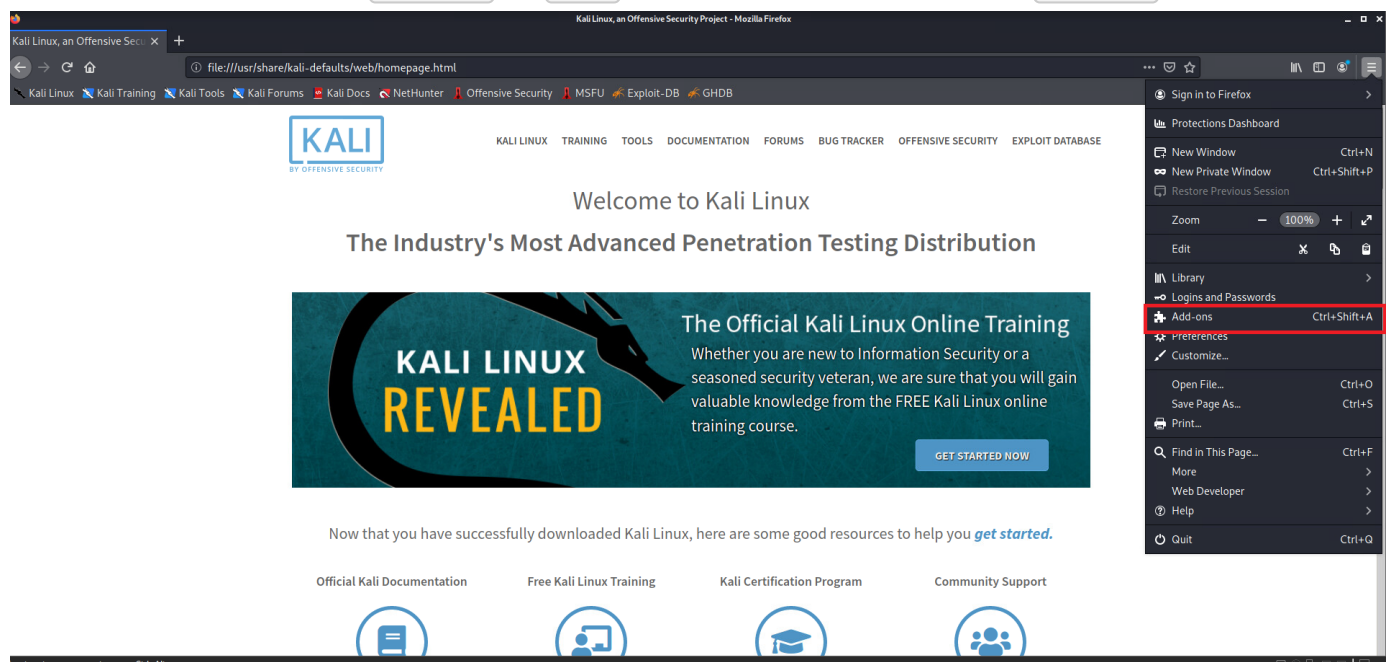 Kali Linux, an Offensive Security Project - Mozilla Firefox
Kali Linux, an Offensive Secu
file:///usr/share/kali-defaults/web/homepage.html
Kali Linux Kali Training Kali Tools Kali Forums Kali Docs NetHunter Offensive Security MSFU Exploit-DB GHDB
KALI
BY OFFENSIVE SECURITY
KALI LINUX TRAINING TOOLS DOCUMENTATION FORUMS BUG TRACKER OFFENSIVE SECURITY EXPLOIT DATABASE
Welcome to Kali Linux
The Industry's Most Advanced Penetration Testing Distribution
KALI LINUX
REVEALED
The Official Kali Linux Online Training
Whether you are new to Information Security or a
seasoned security veteran, we are sure that you will gain
valuable knowledge from the FREE Kali Linux online
training course.
GET STARTED NOW
Now that you have successfully downloaded Kali Linux, here are some good resources to help you get started.
Official Kali Documentation Free Kali Linux Training Kali Certification Program Community Support
Sign in to Firefox
Protections Dashboard
New Window Ctrl+N
New Private Window Ctrl+Shift+P
Restore Previous Session
Zoom 100%
Edit
Library
Logins and Passwords
Add-ons Ctrl+Shift+A
Preferences
Customize...
Open File... Ctrl+O
Save Page As... Ctrl+S
Print...
Find in This Page... Ctrl+F
More
Web Developer
Help
Quit Ctrl+Q